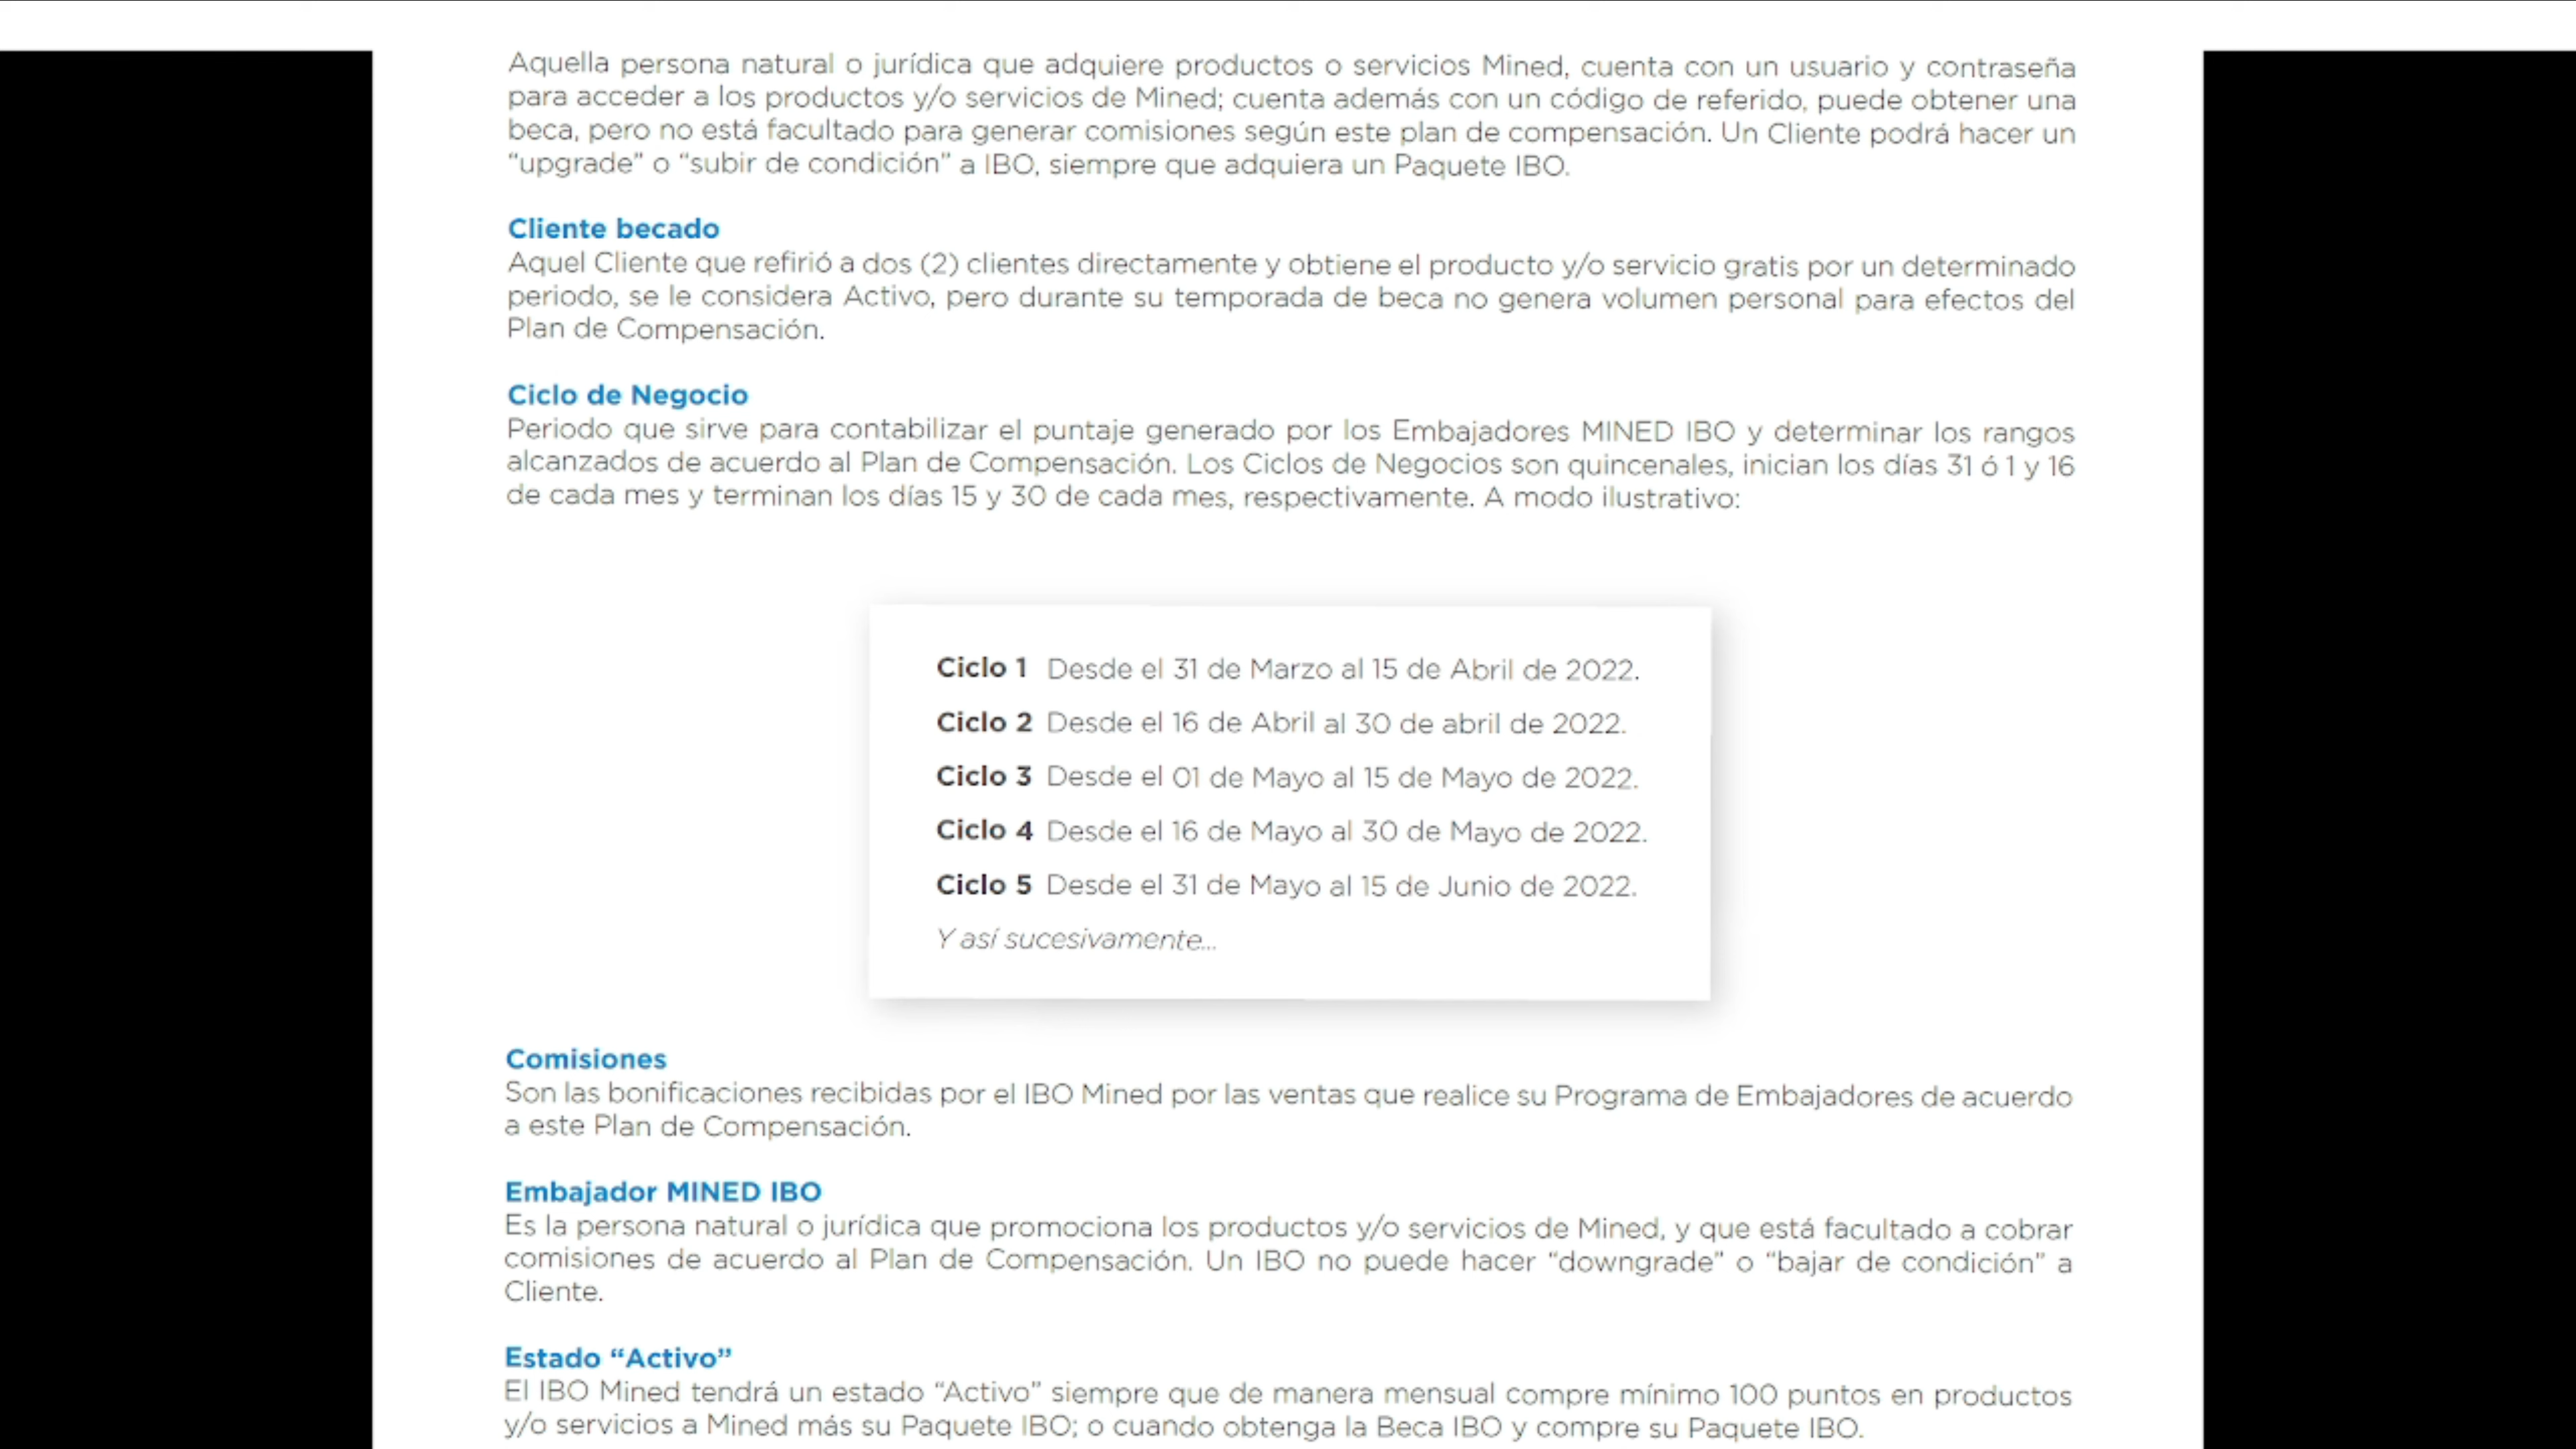 Aquella persona natural o jurídica que adquiere productos o servicios Mined, cuenta con un usuario y contraseña
para acceder a los productos y/o servicios de Mined; cuenta además con un código de referido, puede obtener una
beca, pero no está facultado para generar comisiones según este plan de compensación. Un Cliente podrá hacer un
“upgrade” o “subir de condición” a IBO, siempre que adquiera un Paquete IBO.
Cliente becado
Aquel Cliente que refirió a dos (2) clientes directamente y obtiene el producto y/o servicio gratis por un determinado
periodo, se le considera Activo, pero durante su temporada de beca no genera volumen personal para efectos del
Plan de Compensación.
Ciclo de Negocio
Periodo que sirve para contabilizar el puntaje generado por los Embajadores MINED IBO y determinar los rangos
alcanzados de acuerdo al Plan de Compensación. Los Ciclos de Negocios son quincenales, inician los días 31 ó 1 y 16
de cada mes y terminan los días 15 y 30 de cada mes, respectivamente. A modo ilustrativo:
Ciclo 1 Desde el 31 de Marzo al 15 de Abril de 2022.
Ciclo 2 Desde el 16 de Abril al 30 de abril de 2022.
Ciclo 3 Desde el 01 de Mayo al 15 de Mayo de 2022.
Ciclo 4 Desde el 16 de Mayo al 30 de Mayo de 2022.
Ciclo 5 Desde el 31 de Mayo al 15 de Junio de 2022.
Y así sucesivamente...
Comisiones
Son las bonificaciones recibidas por el IBO Mined por las ventas que realice su Programa de Embajadores de acuerdo
a este Plan de Compensación.
Embajador MINED IBO
Es la persona natural o jurídica que promociona los productos y/o servicios de Mined, y que está facultado a cobrar
comisiones de acuerdo al Plan de Compensación. Un IBO no puede hacer “downgrade” o “bajar de condición” a
Cliente.
Estado “Activo”
El IBO Mined tendrá un estado “Activo” siempre que de manera mensual compre mínimo 100 puntos en productos
y/o servicios a Mined más su Paquete IBO; o cuando obtenga la Beca IBO y compre su Paquete IBO.